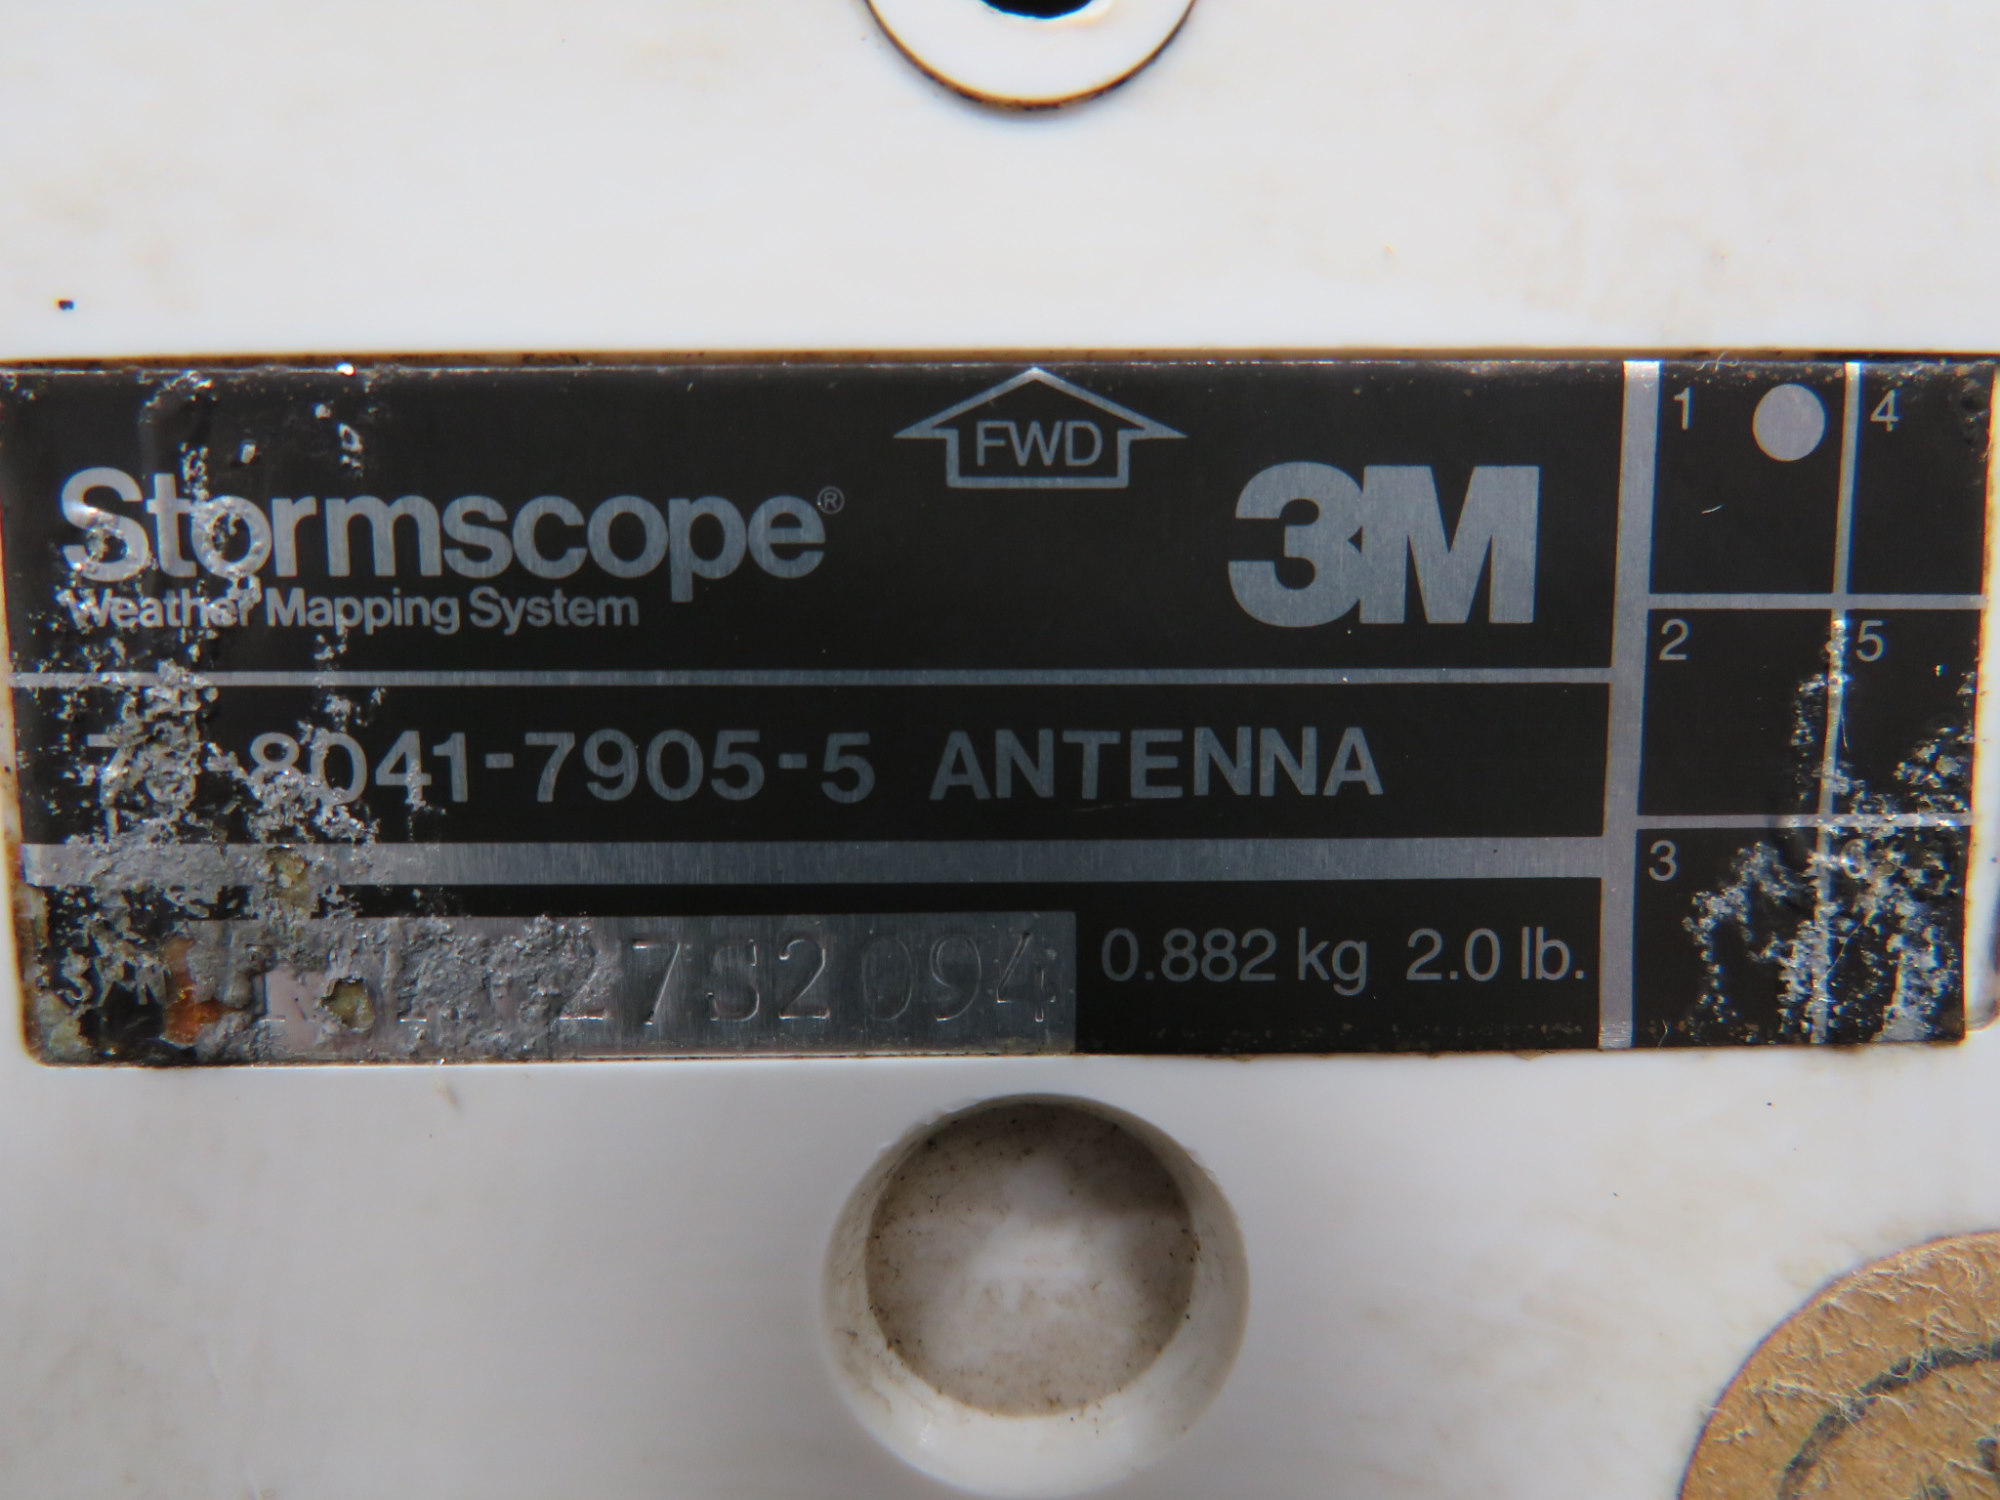 FWD
Stormscope®
3M
Weather Mapping System
78-8041-7905-5 ANTENNA
0.882 kg 2.0 lb.
1
4
2
5
3